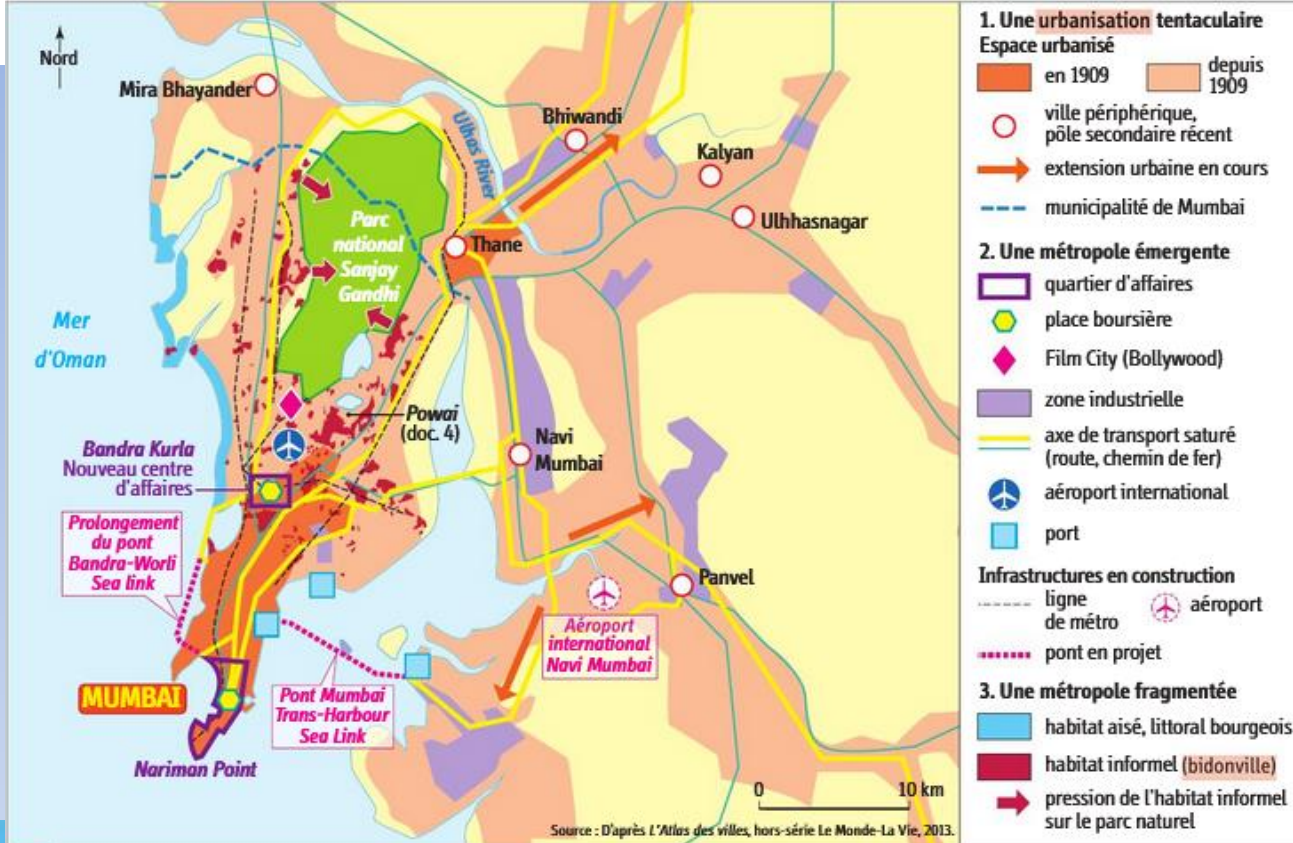 Nord
Mira Bhayander
Ulhas River
Bhiwandi
Kalyan
Ulhhasnagar
Thane
Parc
national
Sanjay
Gandhi
Mer
d'Oman
Powai
(doc. 4)
Bandra Kurla
Nouveau centre
d'affaires
Navi
Mumbai
Prolongement
du pont
Bandra-Worli
Sea link
Panvel
Aéroport
international
Navi Mumbai
MUMBAI
Pont Mumbai
Trans-Harbour
Sea Link
Nariman Point
0 10 km
Source : D'après L'Atlas des villes, hors-série Le Monde-La Vie, 2013.
1. Une urbanisation tentaculaire
Espace urbanisé
en 1909
depuis
1909
ville périphérique,
pôle secondaire récent
extension urbaine en cours
municipalité de Mumbai
2. Une métropole émergente
quartier d'affaires
place boursière
Film City (Bollywood)
zone industrielle
axe de transport saturé
(route, chemin de fer)
aéroport international
port
Infrastructures en construction
ligne
de métro
aéroport
pont en projet
3. Une métropole fragmentée
habitat aisé, littoral bourgeois
habitat informel (bidonville)
pression de l'habitat informel
sur le parc naturel